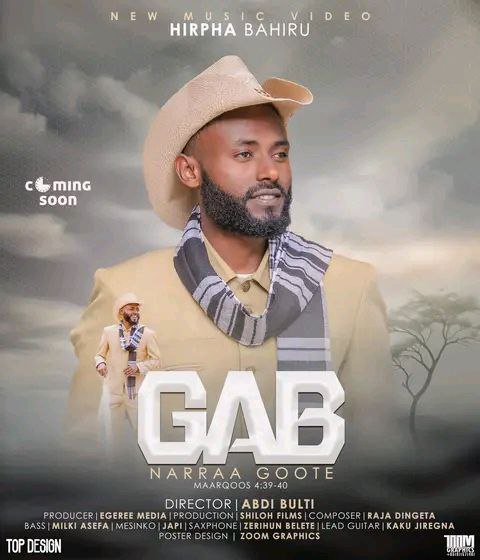 NEW MUSIC VIDEO
HIRPHA BAHIRU
COMING
SOON
GAB
NARRAA GOOTE
MAARQOOS 4:39-40
DIRECTOR | ABDI BULTI
PRODUCER | EGEREE MEDIA | PRODUCTION | SHILOH FILMS | COMPOSER | RAJA DINGETA
BASS | MILKI ASEFA | MESINKO | JAPI | SAXPHONE | ZERIHUN BELETE | LEAD GUITAR | KAKU JIREGNA
POSTER DESIGN | ZOOM GRAPHICS
TOP DESIGN
ZOOM
GRAPHICS